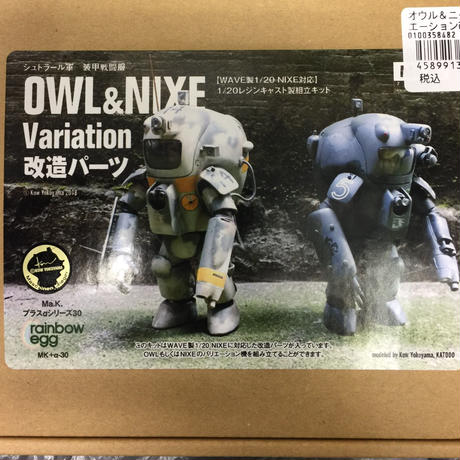 シュトラール軍 装甲戦闘服
OWL&NIXE
Variation
改造パーツ
【WAVE製1/20 NIXE対応】
1/20レジンキャスト製組立キット
© Kow Yokoyama 2018
Ma.K.
プラスαシリーズ30
rainbow
egg
MK+α-30
このキットはWAVE製1/20 NIXEに対応した改造パーツが入っています。
OWLもしくはNIXEのバリエーション機を組み立てることができます。
modeled by Kow Yokoyama, KATOOO
オウル＆ニク
エーション
0100358482
4589913
税込
5